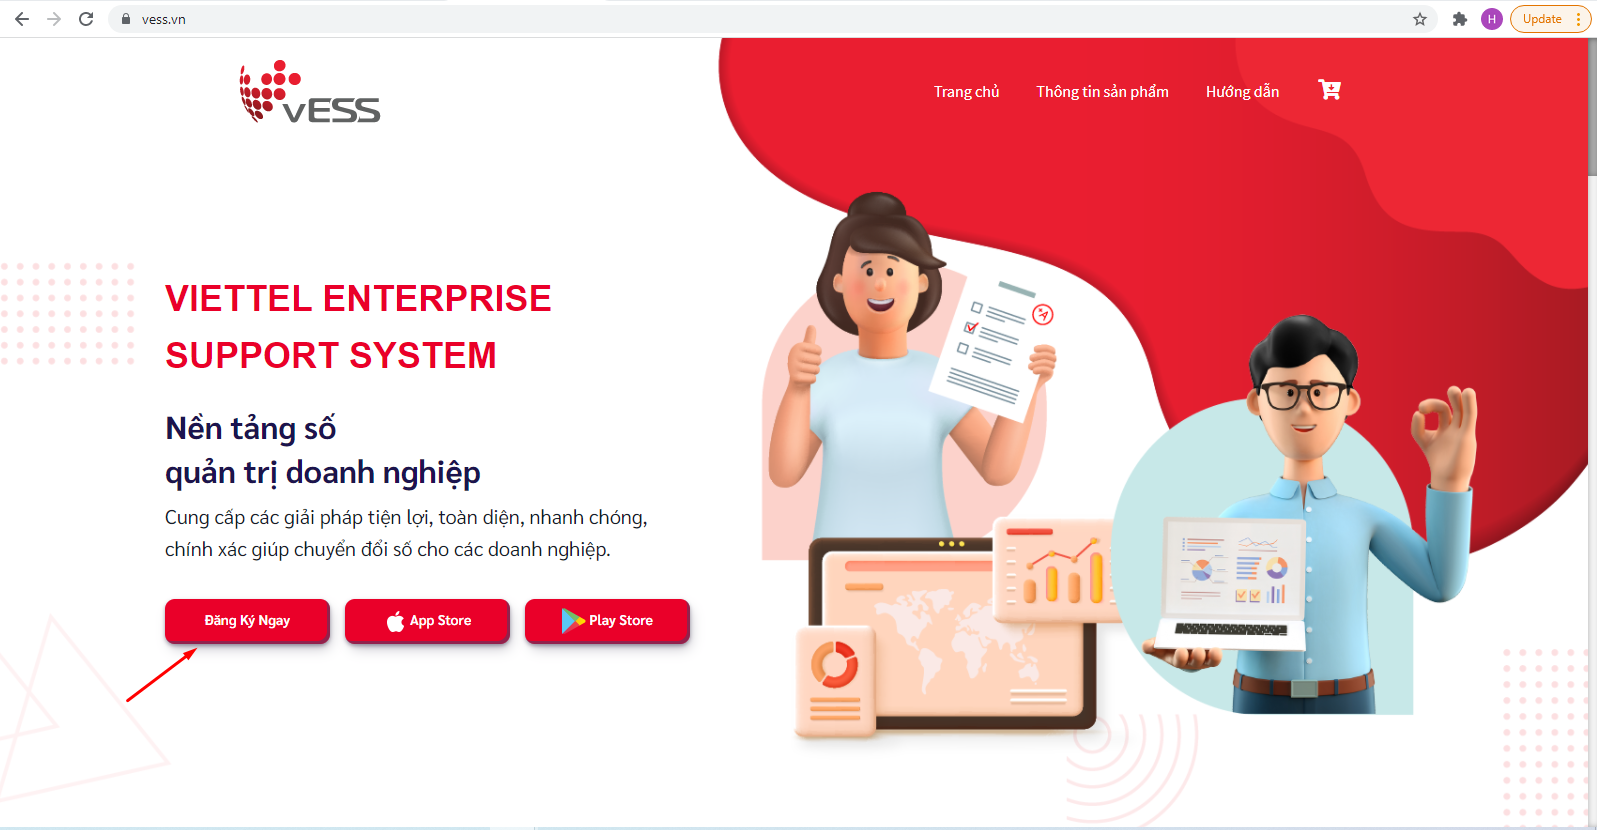 vess.vn
H
Update
vESS
Trang chủ
Thông tin sản phẩm
Hướng dẫn
VIETTEL ENTERPRISE
SUPPORT SYSTEM
Nền tảng số
quản trị doanh nghiệp
Cung cấp các giải pháp tiện lợi, toàn diện, nhanh chóng,
chính xác giúp chuyển đổi số cho các doanh nghiệp.
Đăng Ký Ngay
App Store
Play Store